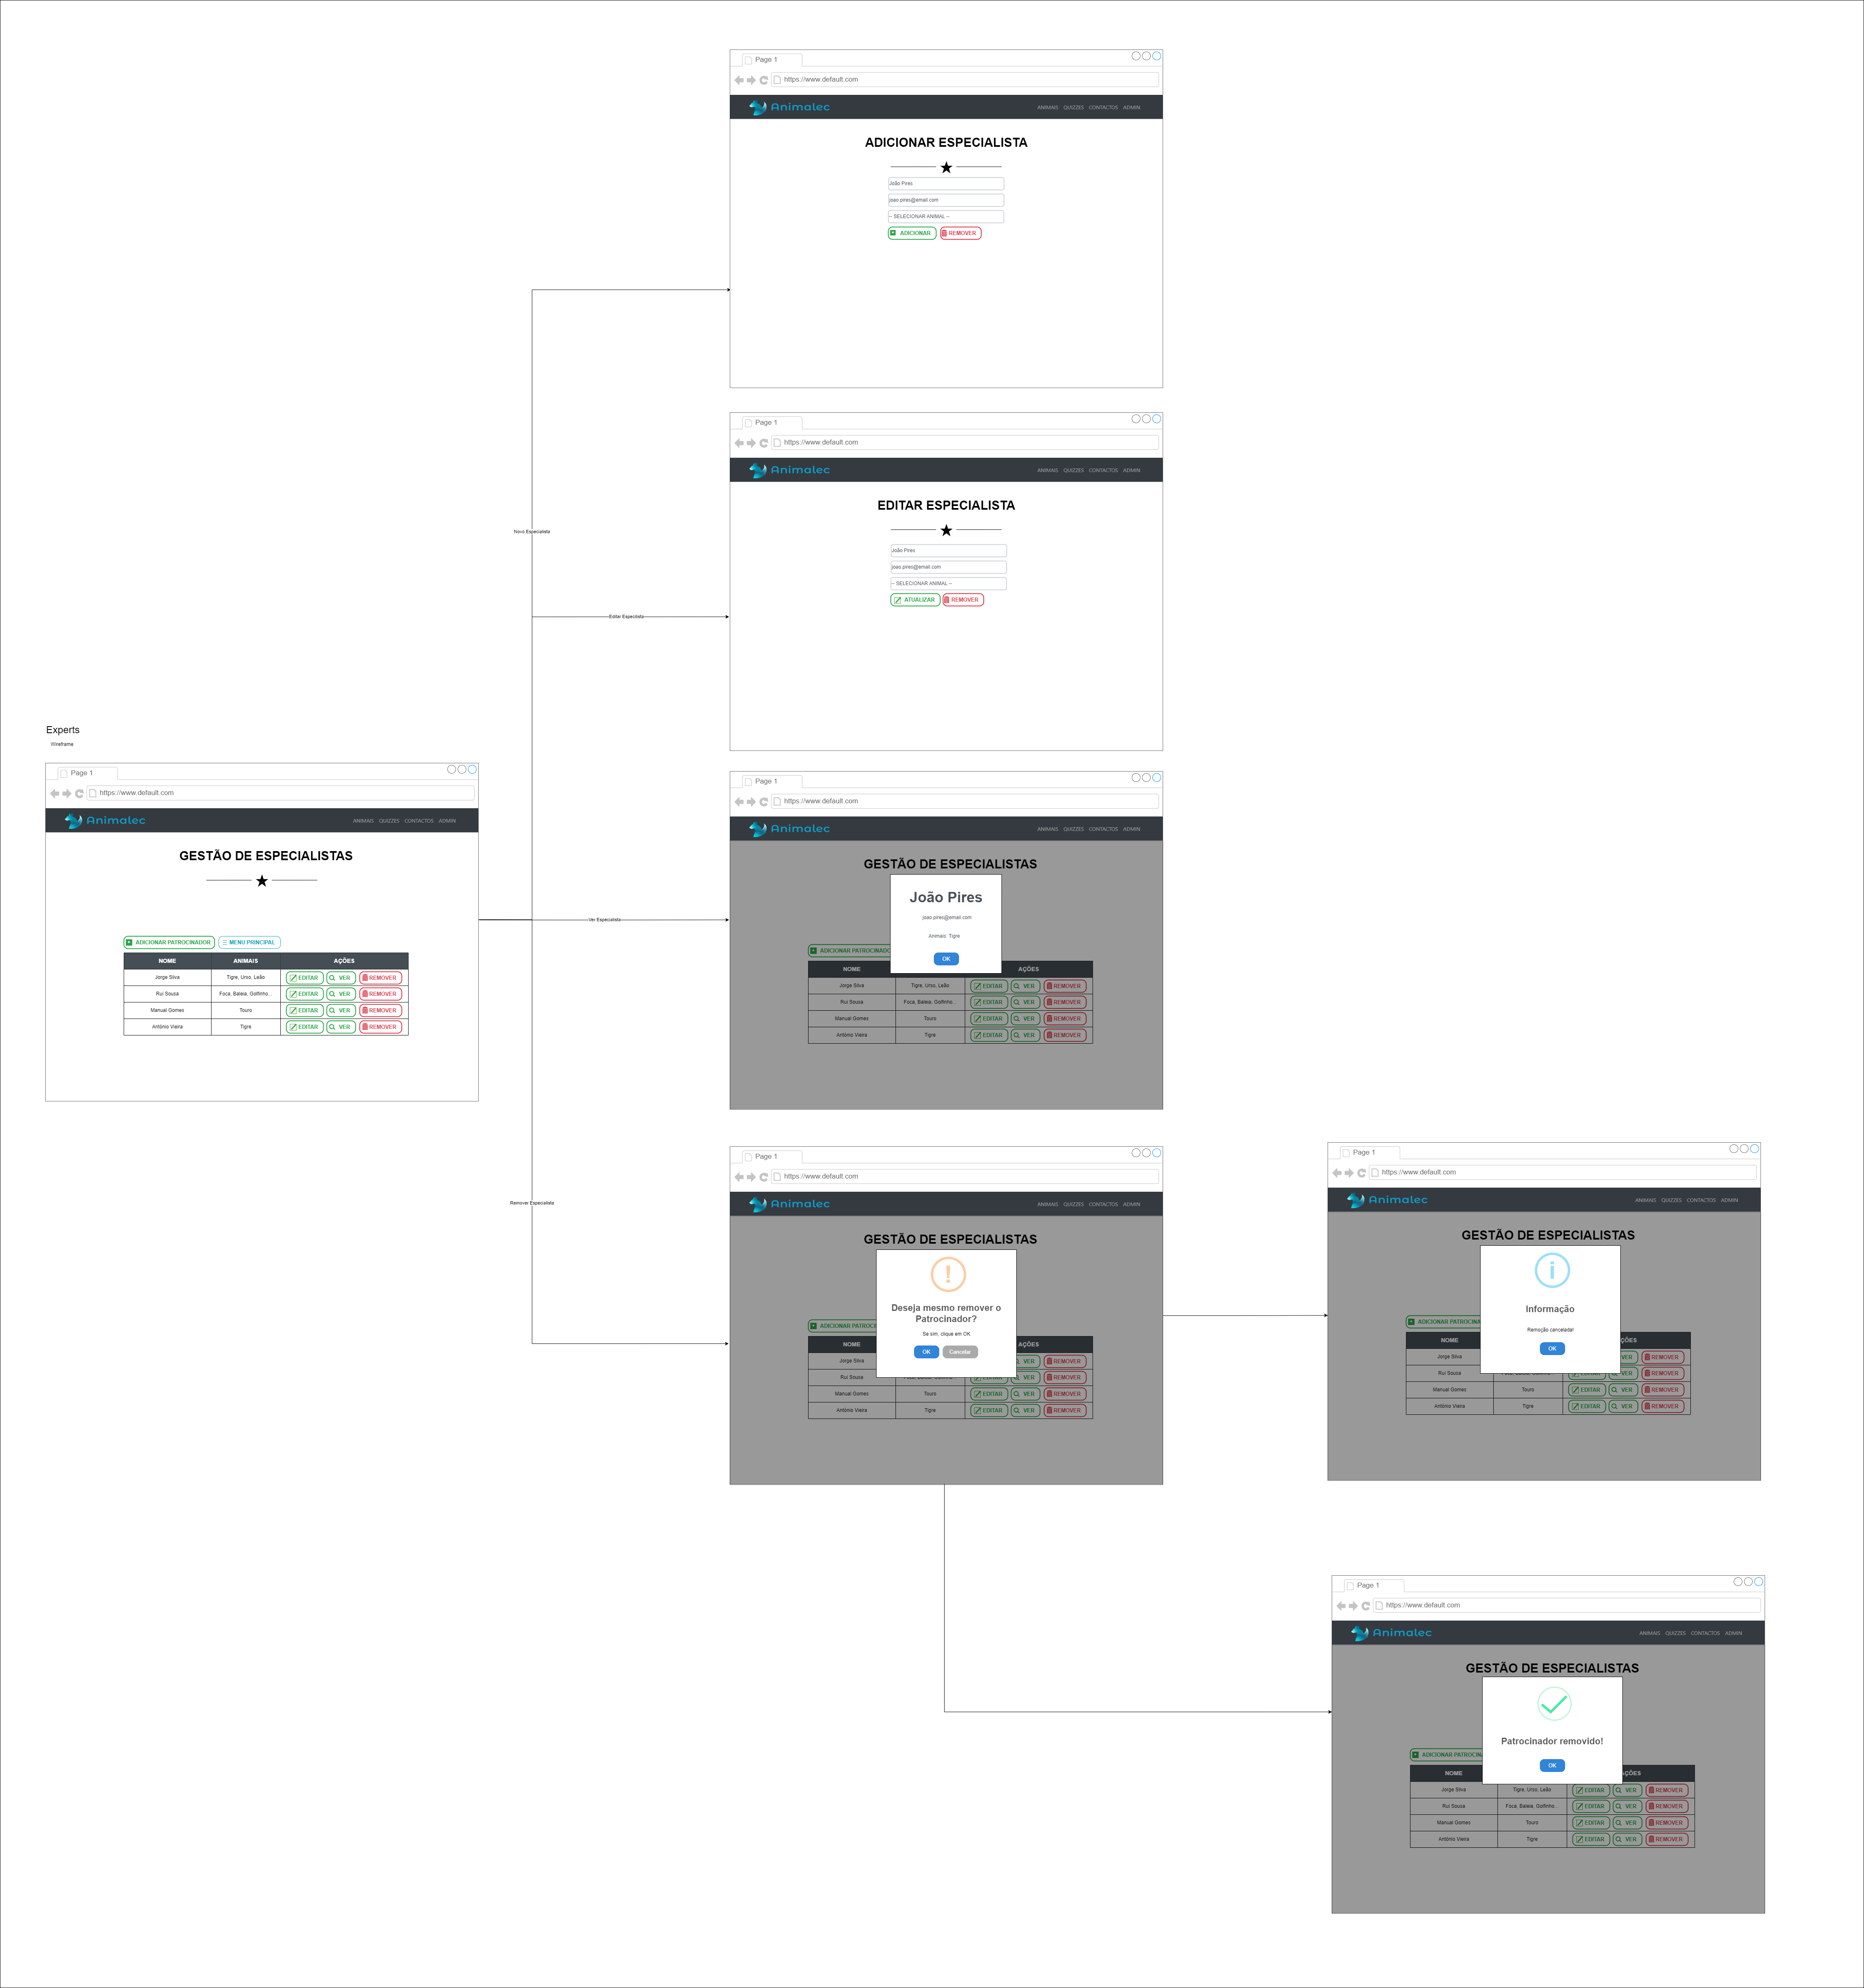 Page 1
https://www.default.com
Animalec
ANIMAIS QUIZZES CONTACTOS ADMIN
ADICIONAR ESPECIALISTA
João Pires
joao.pires@email.com
-- SELECIONAR ANIMAL --
ADICIONAR REMOVER
Page 1
https://www.default.com
Animalec
ANIMAIS QUIZZES CONTACTOS ADMIN
EDITAR ESPECIALISTA
Novo Especialista
João Pires
joao.pires@email.com
-- SELECIONAR ANIMAL --
ATUALIZAR REMOVER
Editar Especilista
Experts
Wireframe
Page 1
https://www.default.com
Animalec
ANIMAIS QUIZZES CONTACTOS ADMIN
GESTÃO DE ESPECIALISTAS
ADICIONAR PATROCINADOR MENU PRINCIPAL
NOME ANIMAIS AÇÕES
Jorge Silva Tigre, Urso, Leão EDITAR VER REMOVER
Rui Sousa Foca, Baleia, Golfinho... EDITAR VER REMOVER
Manual Gomes Touro EDITAR VER REMOVER
António Vieira Tigre EDITAR VER REMOVER
Ver Especialista
Page 1
https://www.default.com
Animalec
ANIMAIS QUIZZES CONTACTOS ADMIN
GESTÃO DE ESPECIALISTAS
João Pires
joao.pires@email.com
Animais: Tigre
OK
ADICIONAR PATROCINADO
NOME AÇÕES
Jorge Silva Tigre, Urso, Leão EDITAR VER REMOVER
Rui Sousa Foca, Baleia, Golfinho... EDITAR VER REMOVER
Manual Gomes Touro EDITAR VER REMOVER
António Vieira Tigre EDITAR VER REMOVER
Remover Especialista
Page 1
https://www.default.com
Animalec
ANIMAIS QUIZZES CONTACTOS ADMIN
GESTÃO DE ESPECIALISTAS
!
Deseja mesmo remover o
Patrocinador?
Se sim, clique em OK
OK Cancelar
ADICIONAR PATROCI
NOME AÇÕES
Jorge Silva VER REMOVER
Rui Sousa EDITAR VER REMOVER
Manual Gomes Touro EDITAR VER REMOVER
António Vieira Tigre EDITAR VER REMOVER
Page 1
https://www.default.com
Animalec
ANIMAIS QUIZZES CONTACTOS ADMIN
GESTÃO DE ESPECIALISTAS
i
Informação
Remoção cancelada!
OK
ADICIONAR PATROCINA
NOME ÇÕES
Jorge Silva VER REMOVER
Rui Sousa EDITAR VER REMOVER
Manual Gomes Touro EDITAR VER REMOVER
António Vieira Tigre EDITAR VER REMOVER
Page 1
https://www.default.com
Animalec
ANIMAIS QUIZZES CONTACTOS ADMIN
GESTÃO DE ESPECIALISTAS
Patrocinador removido!
OK
ADICIONAR PATROCIN
NOME AÇÕES
Jorge Silva Tigre, Urso, Leão EDITAR VER REMOVER
Rui Sousa Foca, Baleia, Golfinho... EDITAR VER REMOVER
Manual Gomes Touro EDITAR VER REMOVER
António Vieira Tigre EDITAR VER REMOVER